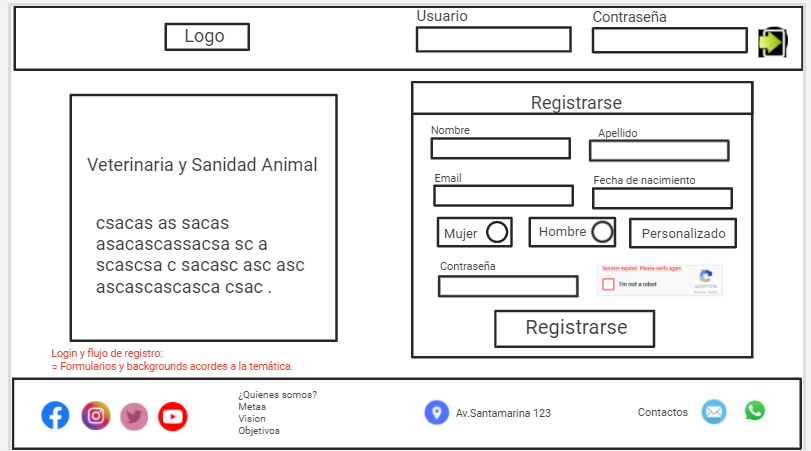 Logo
Usuario
Contraseña
Veterinaria y Sanidad Animal
csacas as sacas
asacascassacsa sc a
scascsa c sacasc asc asc
ascascascasca csac .
Login y flujo de registro:
○ Formularios y backgrounds acordes a la temática.
Registrarse
Nombre
Apellido
Email
Fecha de nacimiento
Mujer
Hombre
Personalizado
Contraseña
Session expired. Please verify again.
I'm not a robot
reCAPTCHA
Privacy - Terms
Registrarse
¿Quienes somos?
Metas
Vision
Objetivos
Av.Santamarina 123
Contactos